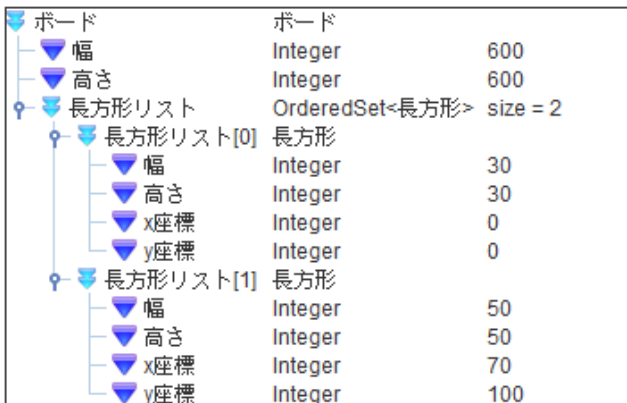 ボード ボード
幅 Integer 600
高さ Integer 600
長方形リスト OrderedSet<長方形> size = 2
長方形リスト[0] 長方形
幅 Integer 30
高さ Integer 30
x座標 Integer 0
y座標 Integer 0
長方形リスト[1] 長方形
幅 Integer 50
高さ Integer 50
x座標 Integer 70
y座標 Integer 100